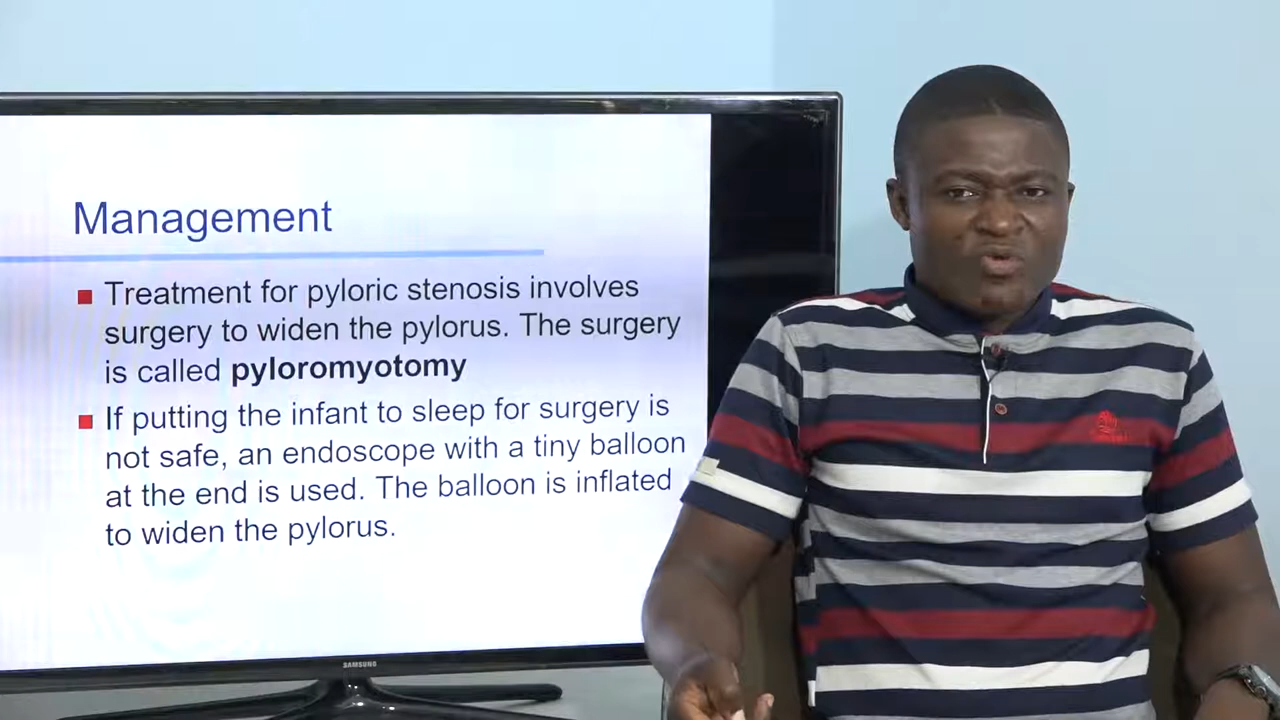 Management
Treatment for pyloric stenosis involves
surgery to widen the pylorus. The surgery
is called pyloromyotomy
If putting the infant to sleep for surgery is
not safe, an endoscope with a tiny balloon
at the end is used. The balloon is inflated
to widen the pylorus.
SAMSUNG